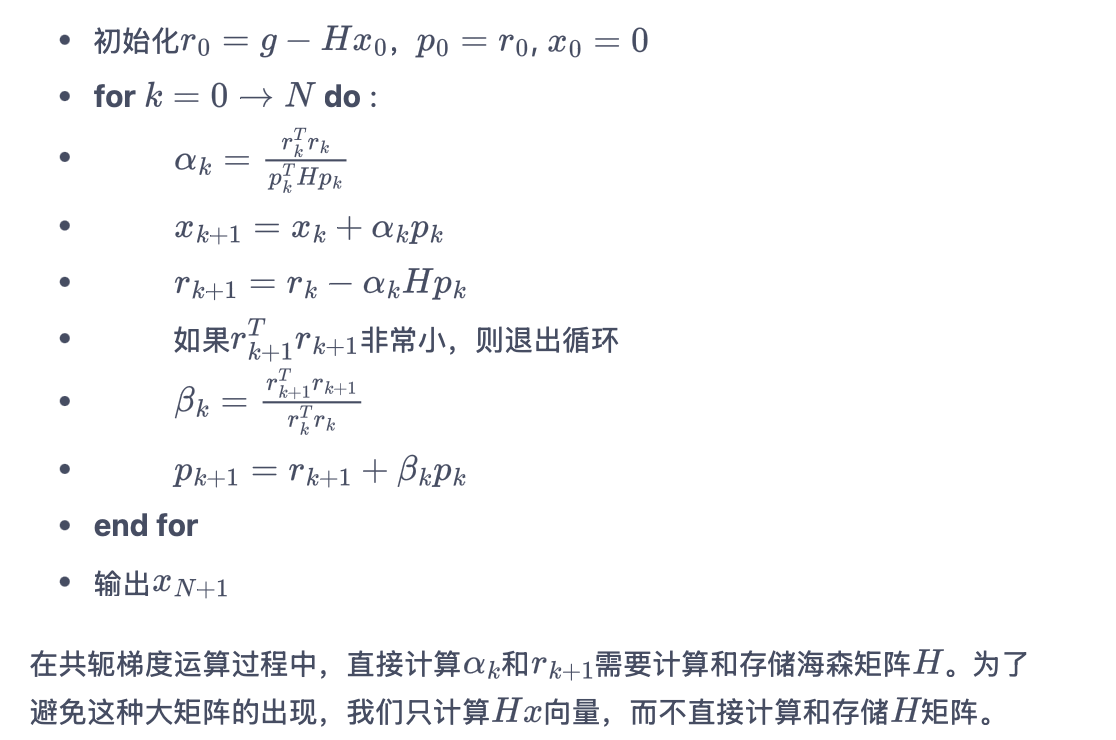 • 初始化$r_0 = g - Hx_0$，$p_0 = r_0$, $x_0 = 0$
• for $k = 0 \rightarrow N$ do :
• $\alpha_k = \frac{r_k^T r_k}{p_k^T H p_k}$
• $x_{k+1} = x_k + \alpha_k p_k$
• $r_{k+1} = r_k - \alpha_k H p_k$
• 如果$r_{k+1}^T r_{k+1}$非常小，则退出循环
• $\beta_k = \frac{r_{k+1}^T r_{k+1}}{r_k^T r_k}$
• $p_{k+1} = r_{k+1} + \beta_k p_k$
• end for
• 输出$x_{N+1}$
在共轭梯度运算过程中，直接计算$\alpha_k$和$r_{k+1}$需要计算和存储海森矩阵$H$。为了
避免这种大矩阵的出现，我们只计算$Hx$向量，而不直接计算和存储$H$矩阵。